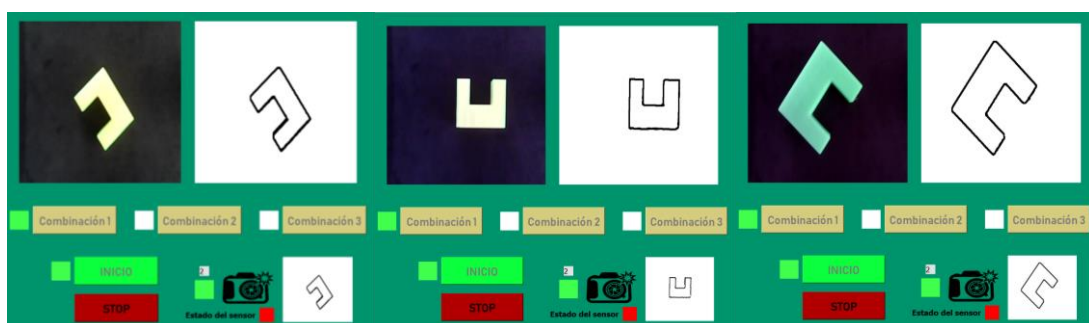 Combinación 1 Combinación 2 Combinación 3 Combinación 1 Combinación 2 Combinación 3 Combinación 1 Combinación 2 Combinación 3
INICIO 2 INICIO 2 INICIO 2
STOP STOP STOP
Estado del sensor Estado del sensor Estado del sensor